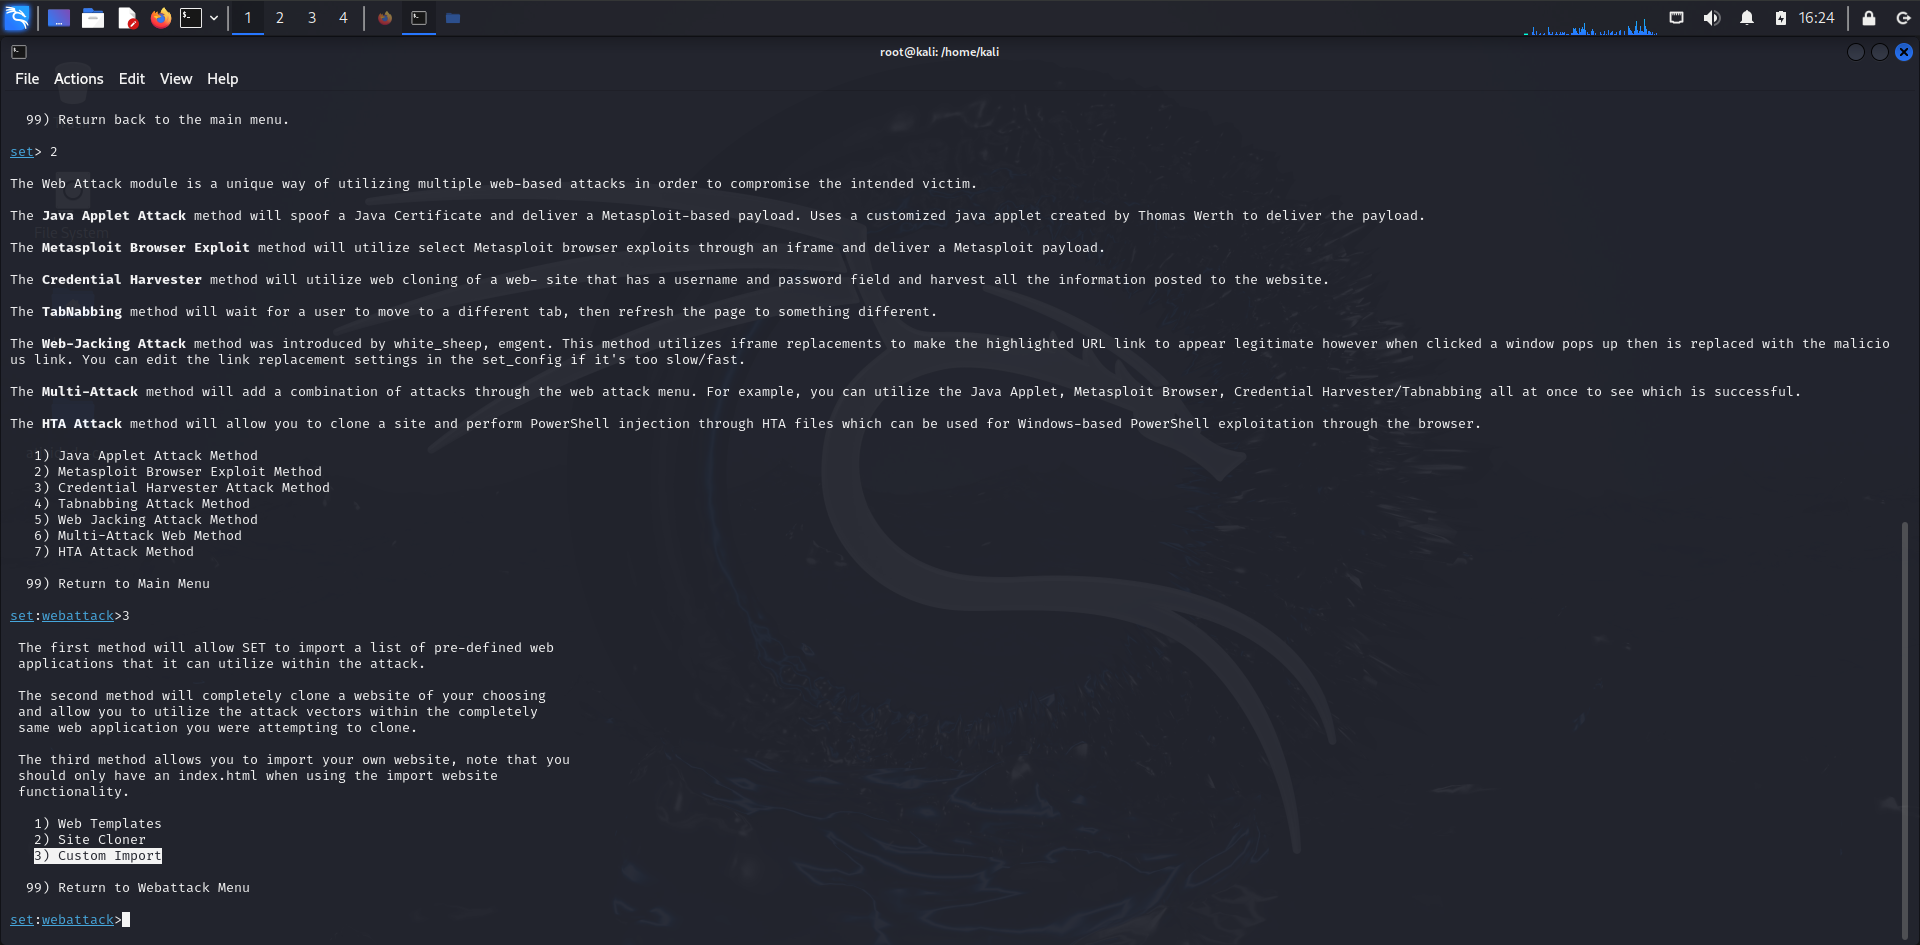 1 2 3 4 16:24
root@kali: /home/kali
File Actions Edit View Help
99) Return back to the main menu.
set> 2
The Web Attack module is a unique way of utilizing multiple web-based attacks in order to compromise the intended victim.
The Java Applet Attack method will spoof a Java Certificate and deliver a Metasploit-based payload. Uses a customized java applet created by Thomas Werth to deliver the payload.
File System
The Metasploit Browser Exploit method will utilize select Metasploit browser exploits through an iframe and deliver a Metasploit payload.
The Credential Harvester method will utilize web cloning of a web- site that has a username and password field and harvest all the information posted to the website.
The TabNabbing method will wait for a user to move to a different tab, then refresh the page to something different.
The Web-Jacking Attack method was introduced by white_sheep, emgent. This method utilizes iframe replacements to make the highlighted URL link to appear legitimate however when clicked a window pops up then is replaced with the malicio
us link. You can edit the link replacement settings in the set_config if it's too slow/fast.
The Multi-Attack method will add a combination of attacks through the web attack menu. For example, you can utilize the Java Applet, Metasploit Browser, Credential Harvester/Tabnabbing all at once to see which is successful.
The HTA Attack method will allow you to clone a site and perform PowerShell injection through HTA files which can be used for Windows-based PowerShell exploitation through the browser.
1) Java Applet Attack Method
2) Metasploit Browser Exploit Method
3) Credential Harvester Attack Method
4) Tabnabbing Attack Method
5) Web Jacking Attack Method
6) Multi-Attack Web Method
7) HTA Attack Method
99) Return to Main Menu
set:webattack>3
The first method will allow SET to import a list of pre-defined web
applications that it can utilize within the attack.
The second method will completely clone a website of your choosing
and allow you to utilize the attack vectors within the completely
same web application you were attempting to clone.
The third method allows you to import your own website, note that you
should only have an index.html when using the import website
functionality.
1) Web Templates
2) Site Cloner
3) Custom Import
99) Return to Webattack Menu
set:webattack>